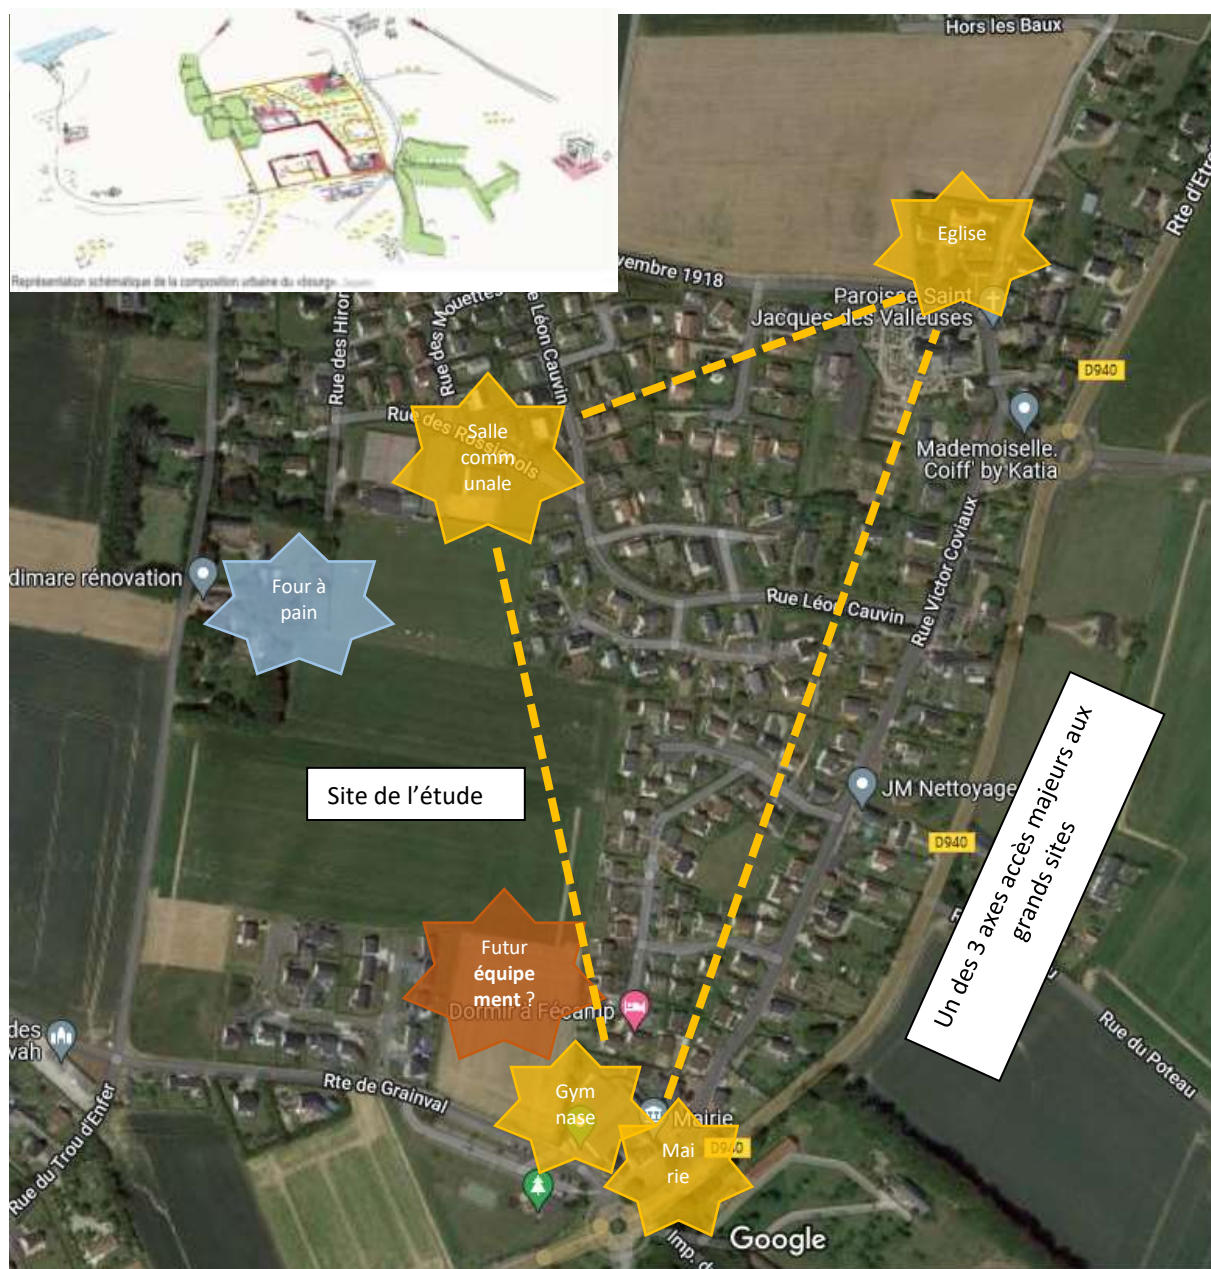 Hors les Baux
Rte d'Etre
Représentation schématique de la composition urbaine du «bourg».
Eglise
vembre 1918
Paroisse Saint
Jacques des Valleuses
Rue des Hiron
Rue des Mouettes
e Léon Cauvin
D940
Mademoiselle.
Coiff' by Katia
Rue des Rossignols
Salle
comm
unale
dimare rénovation
Four à
pain
Rue Léon Cauvin
Rue Victor Coviaux
Site de l'étude
JM Nettoyage
D940
Un des 3 axes accès majeurs aux
grands sites
Futur
équipe
ment ?
Dormir à Fécamp
des
vah
Rue du Poteau
Rte de Grainval
Rue du Trou d'Enfer
Gym
nase
Mairie
D940
Mai
rie
Imp. d
Google